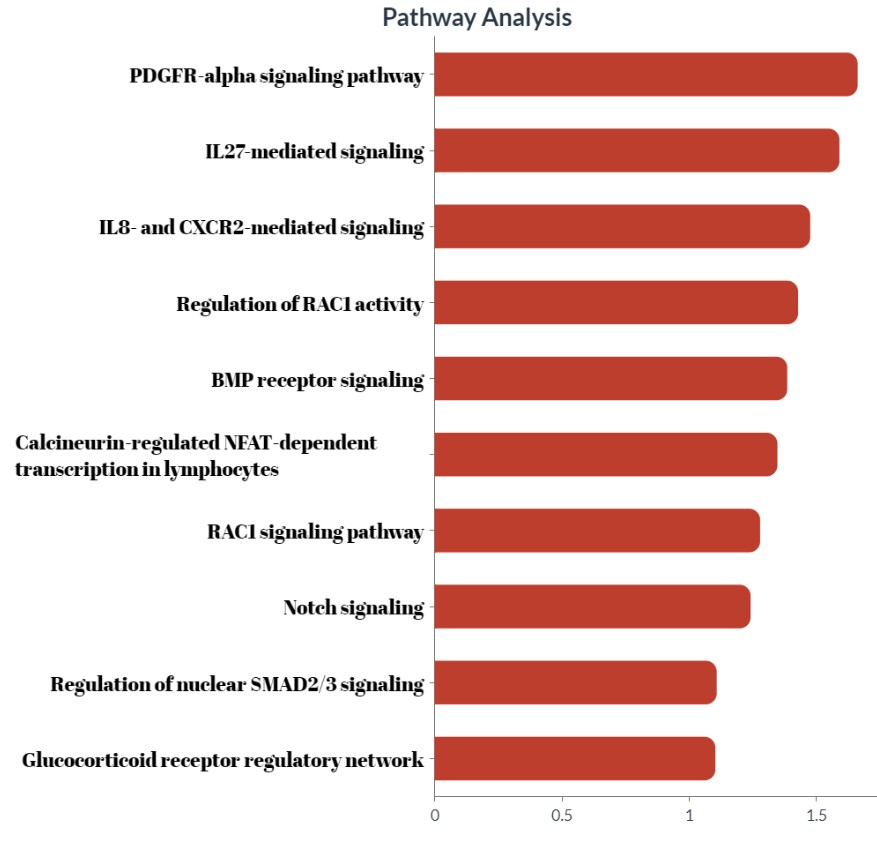 Pathway Analysis
PDGFR-alpha signaling pathway
IL27-mediated signaling
IL8- and CXCR2-mediated signaling
Regulation of RAC1 activity
BMP receptor signaling
Calcineurin-regulated NFAT-dependent
transcription in lymphocytes
RAC1 signaling pathway
Notch signaling
Regulation of nuclear SMAD2/3 signaling
Glucocorticoid receptor regulatory network
0 0.5 1 1.5